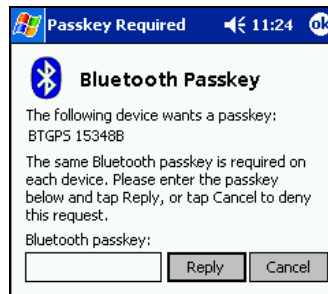 Passkey Required 11:24 ok
Bluetooth Passkey
The following device wants a passkey:
BTGPS 15348B
The same Bluetooth passkey is required on
each device. Please enter the passkey
below and tap Reply, or tap Cancel to deny
this request.
Bluetooth passkey:
Reply Cancel